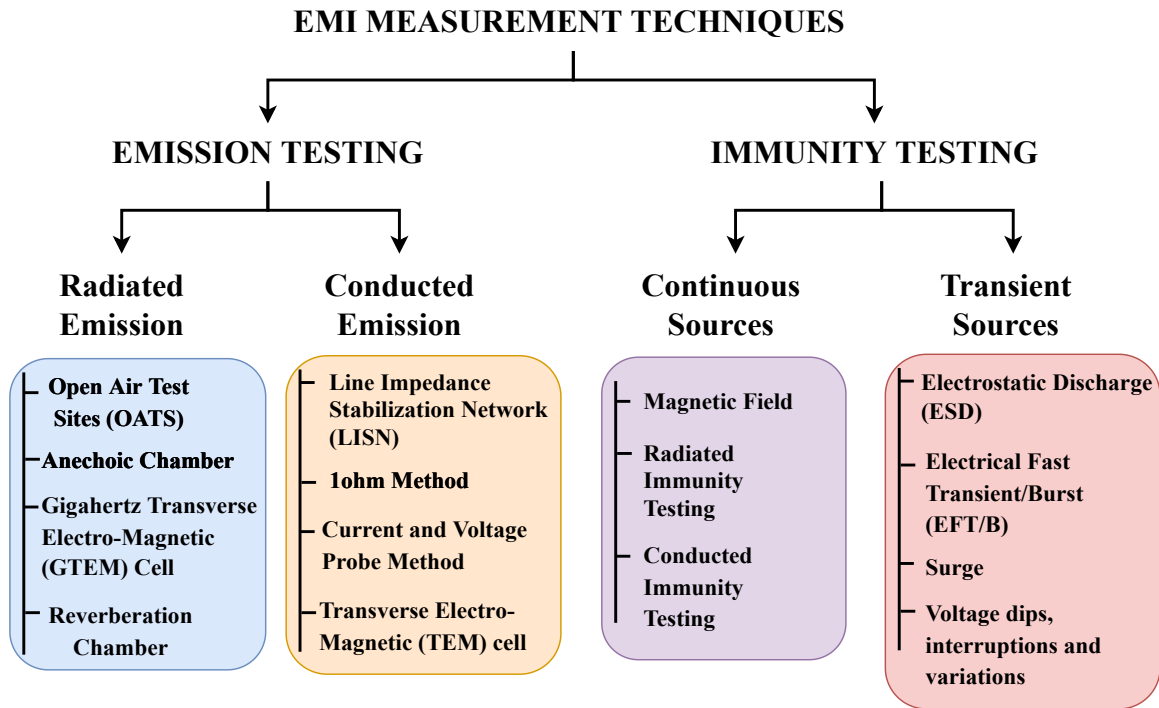 EMI MEASUREMENT TECHNIQUES
EMISSION TESTING
IMMUNITY TESTING
Radiated
Emission
Conducted
Emission
Continuous
Sources
Transient
Sources
Open Air Test
Sites (OATS)
Anechoic Chamber
Gigahertz Transverse
Electro-Magnetic
(GTEM) Cell
Reverberation
Chamber
Line Impedance
Stabilization Network
(LISN)
1ohm Method
Current and Voltage
Probe Method
Transverse Electro-
Magnetic (TEM) cell
Magnetic Field
Radiated
Immunity
Testing
Conducted
Immunity
Testing
Electrostatic Discharge
(ESD)
Electrical Fast
Transient/Burst
(EFT/B)
Surge
Voltage dips,
interruptions and
variations